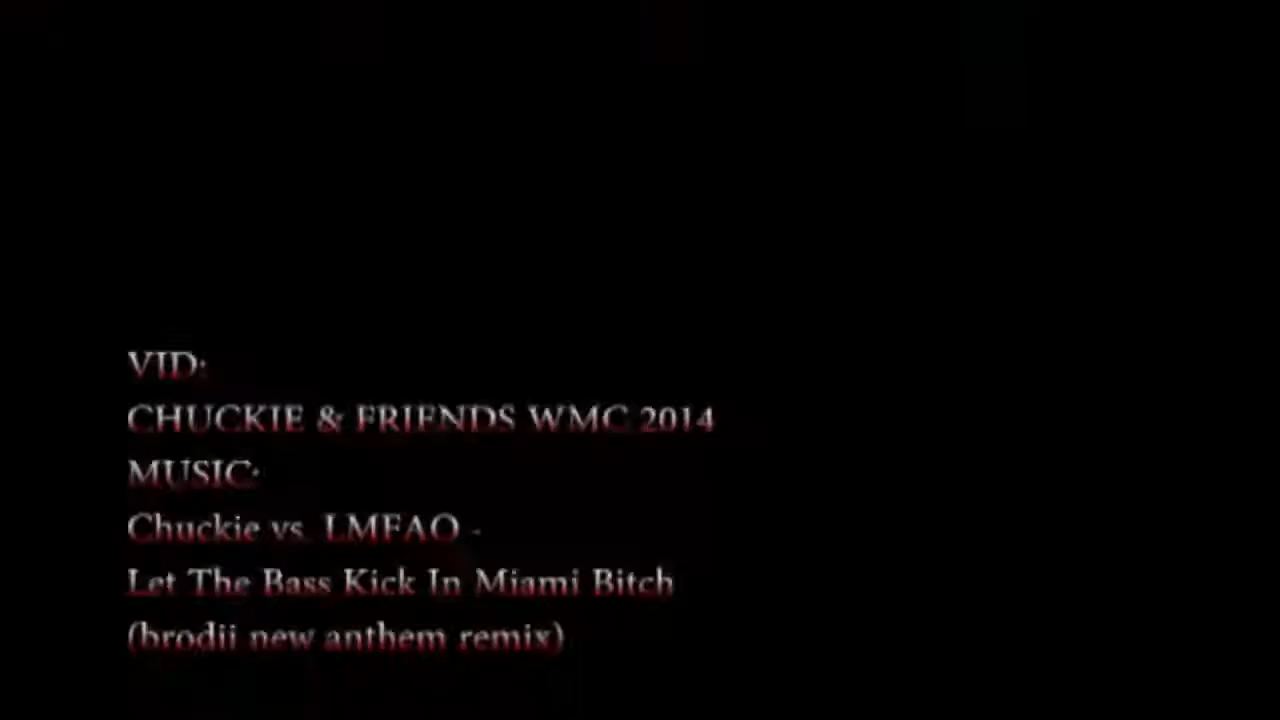 VID:
CHUCKIE & FRIENDS WMC 2014
MUSIC:
Chuckie vs. LMFAO -
Let The Bass Kick In Miami Bitch
(brodii new anthem remix)